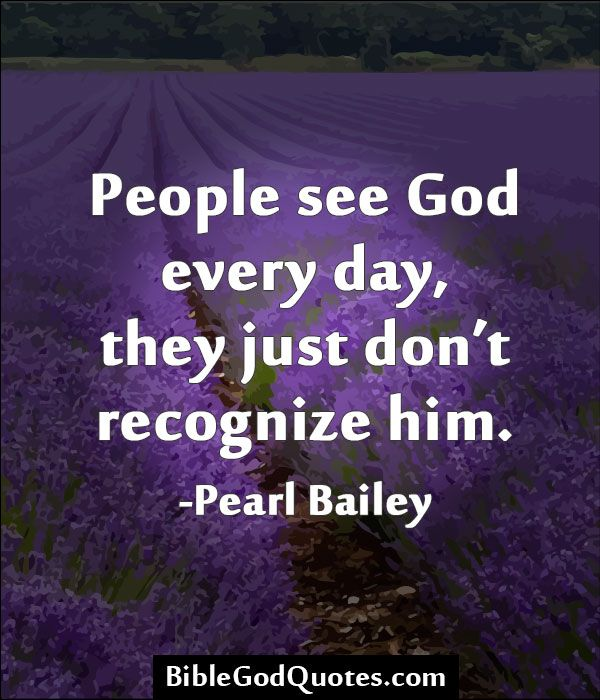 People see God
every day,
they just don’t
recognize him.
-Pearl Bailey
BibleGodQuotes.com